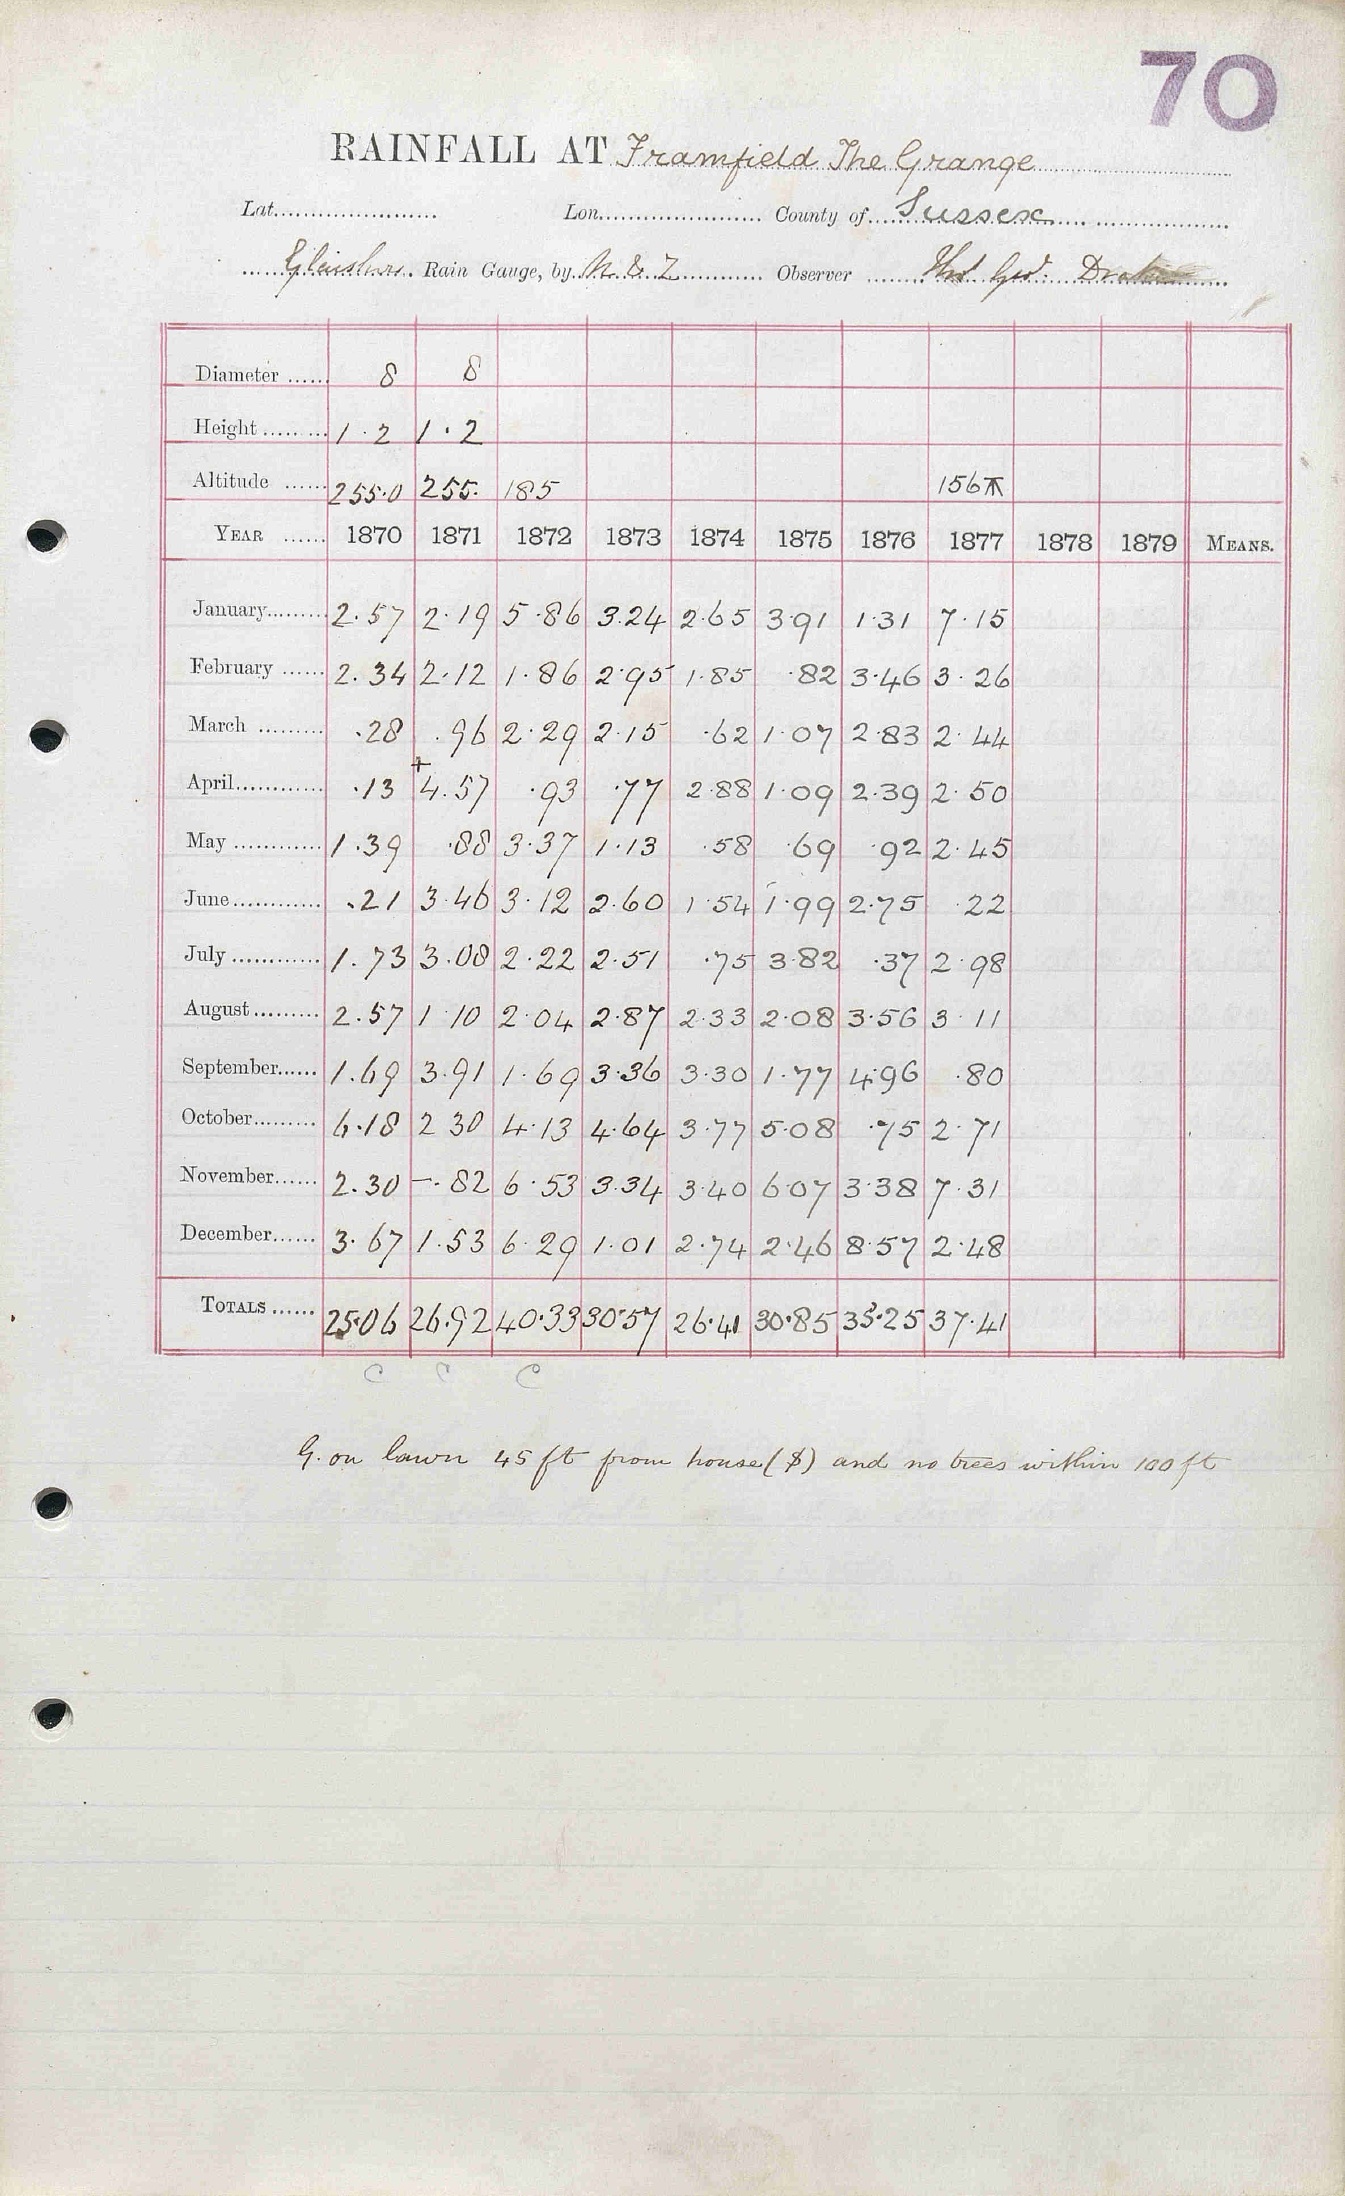 70
RAINFALL AT Framfield The Grange
Lat. Lon. County of Sussex
Glaishers Rain Gauge, by N & Z Observer Thos Geo. Drake
Diameter 8 8
Height 1.2 1.2
Altitude 255.0 255. 185 156
YEAR 1870 1871 1872 1873 1874 1875 1876 1877 1878 1879 MEANS.
January 2.57 2.19 5.86 3.24 2.65 3.91 1.31 7.15
February 2.34 2.12 1.86 2.95 1.85 .82 3.46 3.26
March .28 .96 2.29 2.15 .62 1.07 2.83 2.44
April .13 +4.57 .93 .77 2.88 1.09 2.39 2.50
May 1.39 .88 3.37 1.13 .58 .69 .92 2.45
June .21 3.46 3.12 2.60 1.54 1.99 2.75 .22
July 1.73 3.08 2.22 2.51 .75 3.82 .37 2.98
August 2.57 1.10 2.04 2.87 2.33 2.08 3.56 3.11
September 1.69 3.91 1.69 3.36 3.30 1.77 4.96 .80
October 6.18 2.30 4.13 4.64 3.77 5.08 .75 2.71
November 2.30 -.82 6.53 3.34 3.40 6.07 3.38 7.31
December 3.67 1.53 6.29 1.01 2.74 2.46 8.57 2.48
TOTALS 25.06 26.92 40.33 30.57 26.41 30.85 35.25 37.41
C C C
G. on lawn 45 ft from house ($) and no trees within 100 ft